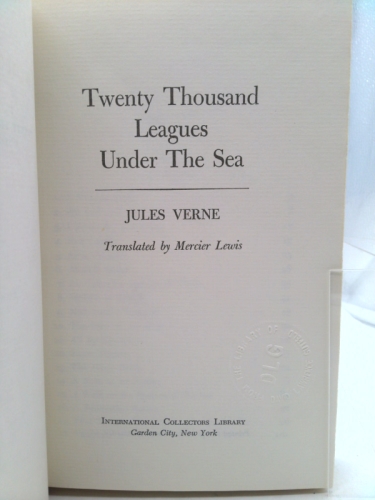 Twenty Thousand
Leagues
Under The Sea
JULES VERNE
Translated by Mercier Lewis
DLG
INTERNATIONAL COLLECTORS LIBRARY
Garden City, New York